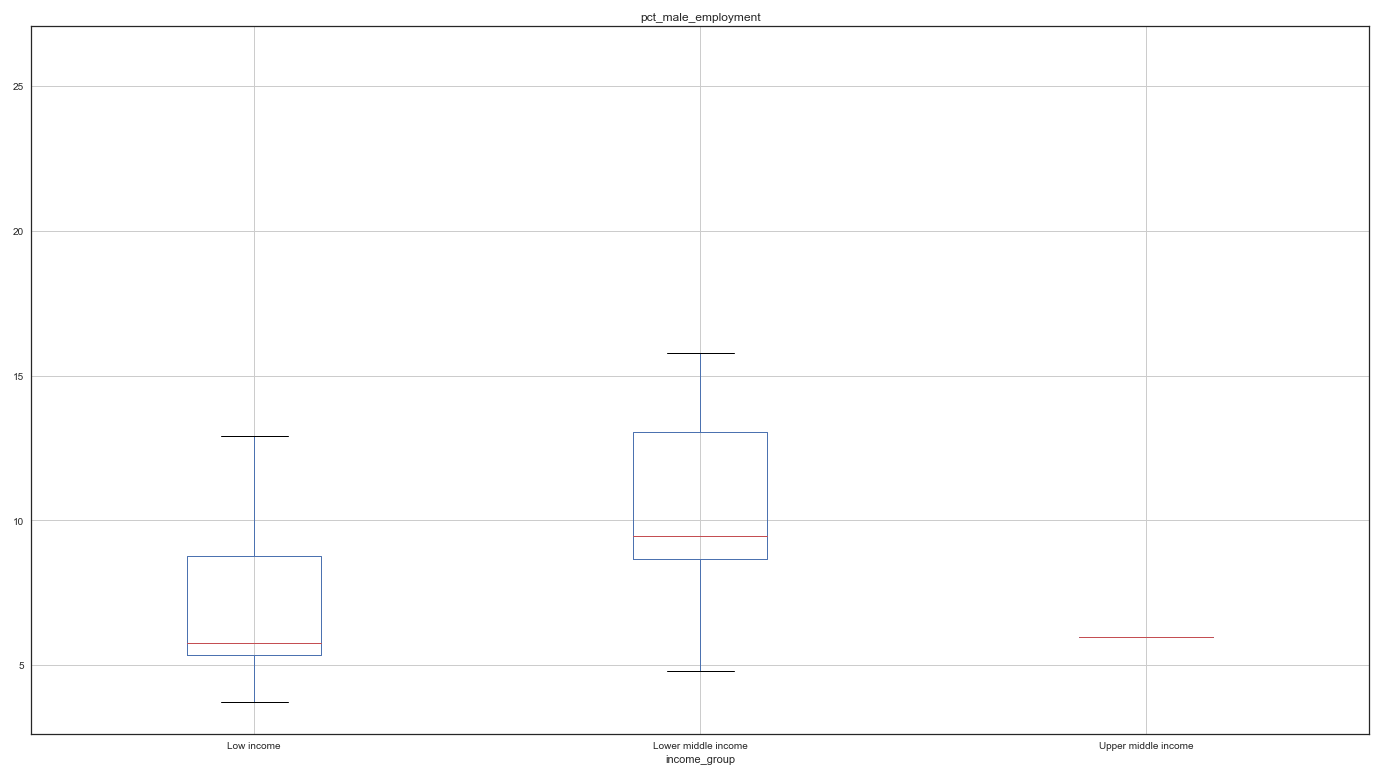 pct_male_employment
25
20
15
10
5
Low income
Lower middle income
Upper middle income
income_group